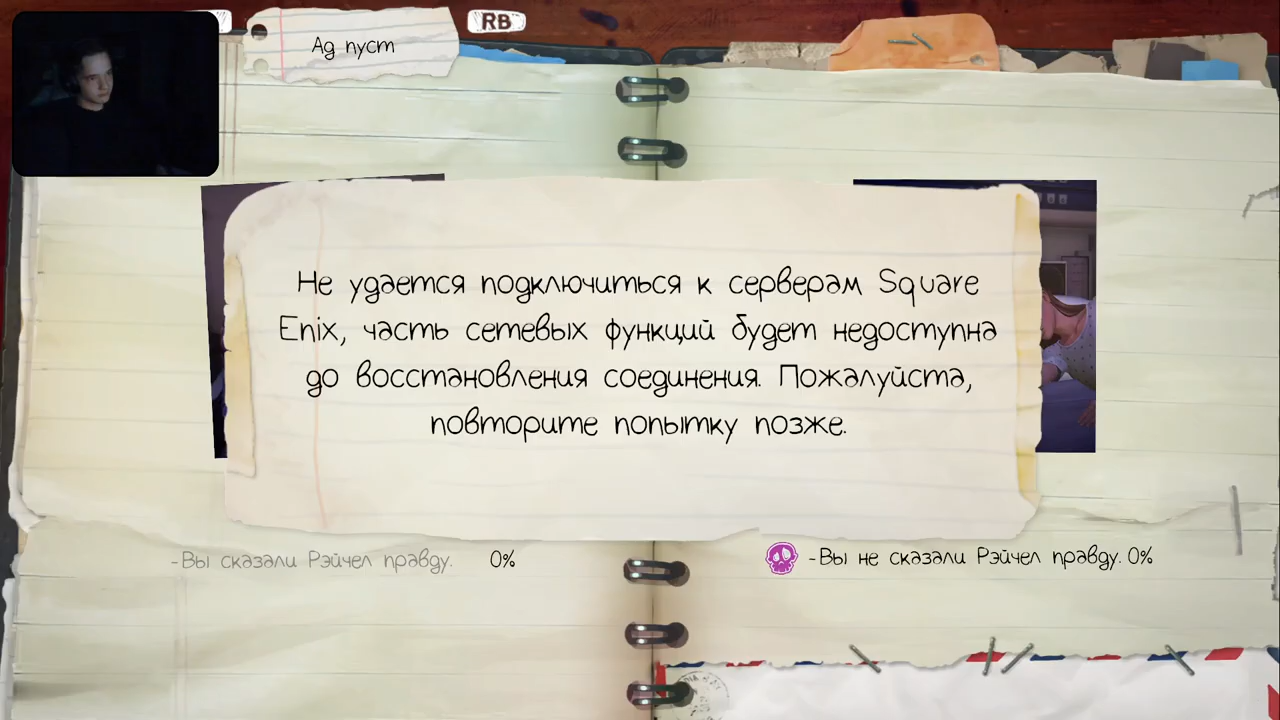 RB
Ад пуст
Не удается подключиться к серверам Square
Enix, часть сетевых функций будет недоступна
до восстановления соединения. Пожалуйста,
повторите попытку позже.
-Вы сказали Рэйчел правду. 0%
-Вы не сказали Рэйчел правду. 0%